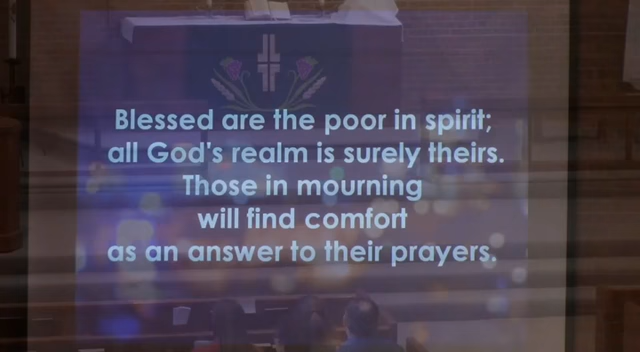 Blessed are the poor in spirit;
all God's realm is surely theirs.
Those in mourning
will find comfort
as an answer to their prayers.